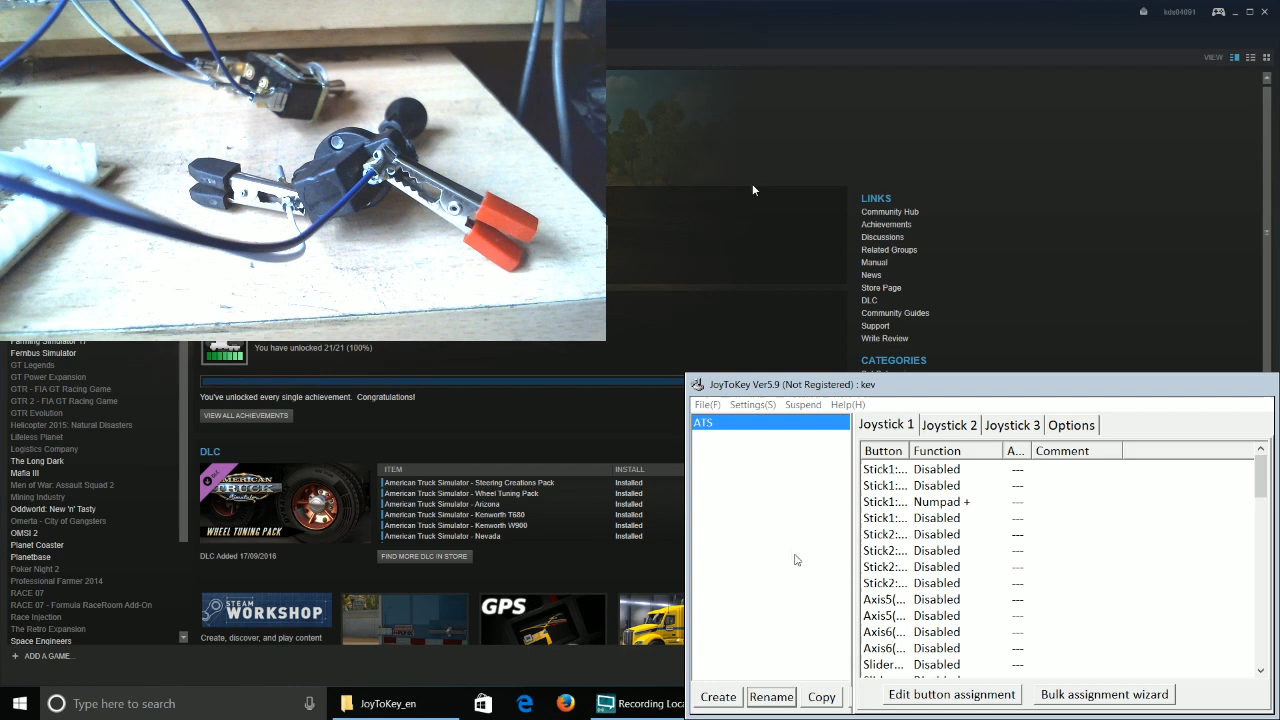 kds04091
VIEW
LINKS
Community Hub
Achievements
Discussions
Related Groups
Manual
News
Store Page
DLC
Community Guides
Support
Write Review
CATEGORIES
Farming Simulator 17
Fernbus Simulator
GT Legends
GT Power Expansion
GTR - FIA GT Racing Game
GTR 2 - FIA GT Racing Game
GTR Evolution
Helicopter 2015: Natural Disasters
Lifeless Planet
Logistics Company
The Long Dark
Mafia III
Men of War: Assault Squad 2
Mining Industry
Oddworld: New 'n' Tasty
Omerta - City of Gangsters
OMSI 2
Planet Coaster
Planetbase
Poker Night 2
Professional Farmer 2014
RACE 07
RACE 07 - Formula RaceRoom Add-On
Race Injection
The Retro Expansion
Space Engineers
+ ADD A GAME...
You have unlocked 21/21 (100%)
You've unlocked every single achievement. Congratulations!
VIEW ALL ACHIEVEMENTS
DLC
AMERICAN TRUCK Simulator
WHEEL TUNING PACK
DLC Added 17/09/2016
ITEM INSTALL
American Truck Simulator - Steering Creations Pack Installed
American Truck Simulator - Wheel Tuning Pack Installed
American Truck Simulator - Arizona Installed
American Truck Simulator - Kenworth T680 Installed
American Truck Simulator - Kenworth W900 Installed
American Truck Simulator - Nevada Installed
FIND MORE DLC IN STORE
STEAM WORKSHOP
Create, discover, and play content
GPS
JoyToKey Ver5.9 (Not Registered) : kev
File(F) Settings(S) Suspend Help(H)
ATS
Joystick 1 Joystick 2 Joystick 3 Options
Button Function A... Comment
Stick1:... Disabled ---
Stick1:... Disabled ---
Stick1:... Numpad + ---
Stick1:... Disabled ---
Stick2:... Disabled ---
Stick2:... Disabled ---
Stick2:... Disabled ---
Stick2:... Disabled ---
Axis5(... Disabled ---
Axis5(... Disabled ---
Axis6(... Disabled ---
Axis6(... Disabled ---
Slider... Disabled ---
Create Rename Copy
Edit button assignment Bulk assignment wizard
Type here to search
JoyToKey_en
Recording Loca